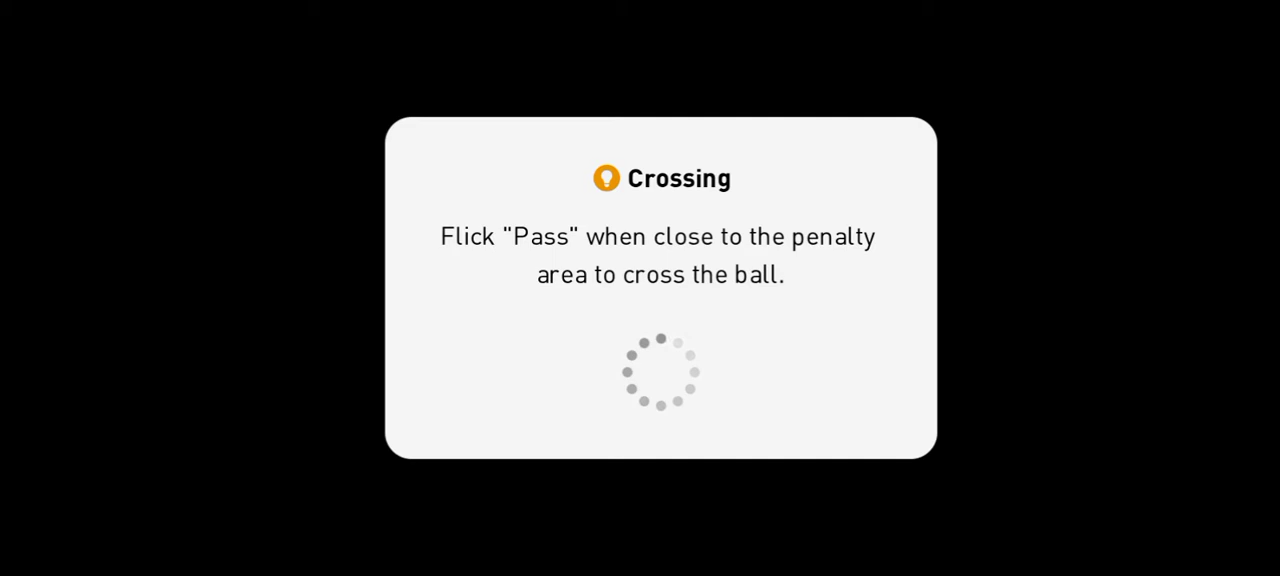 Crossing
Flick "Pass" when close to the penalty
area to cross the ball.